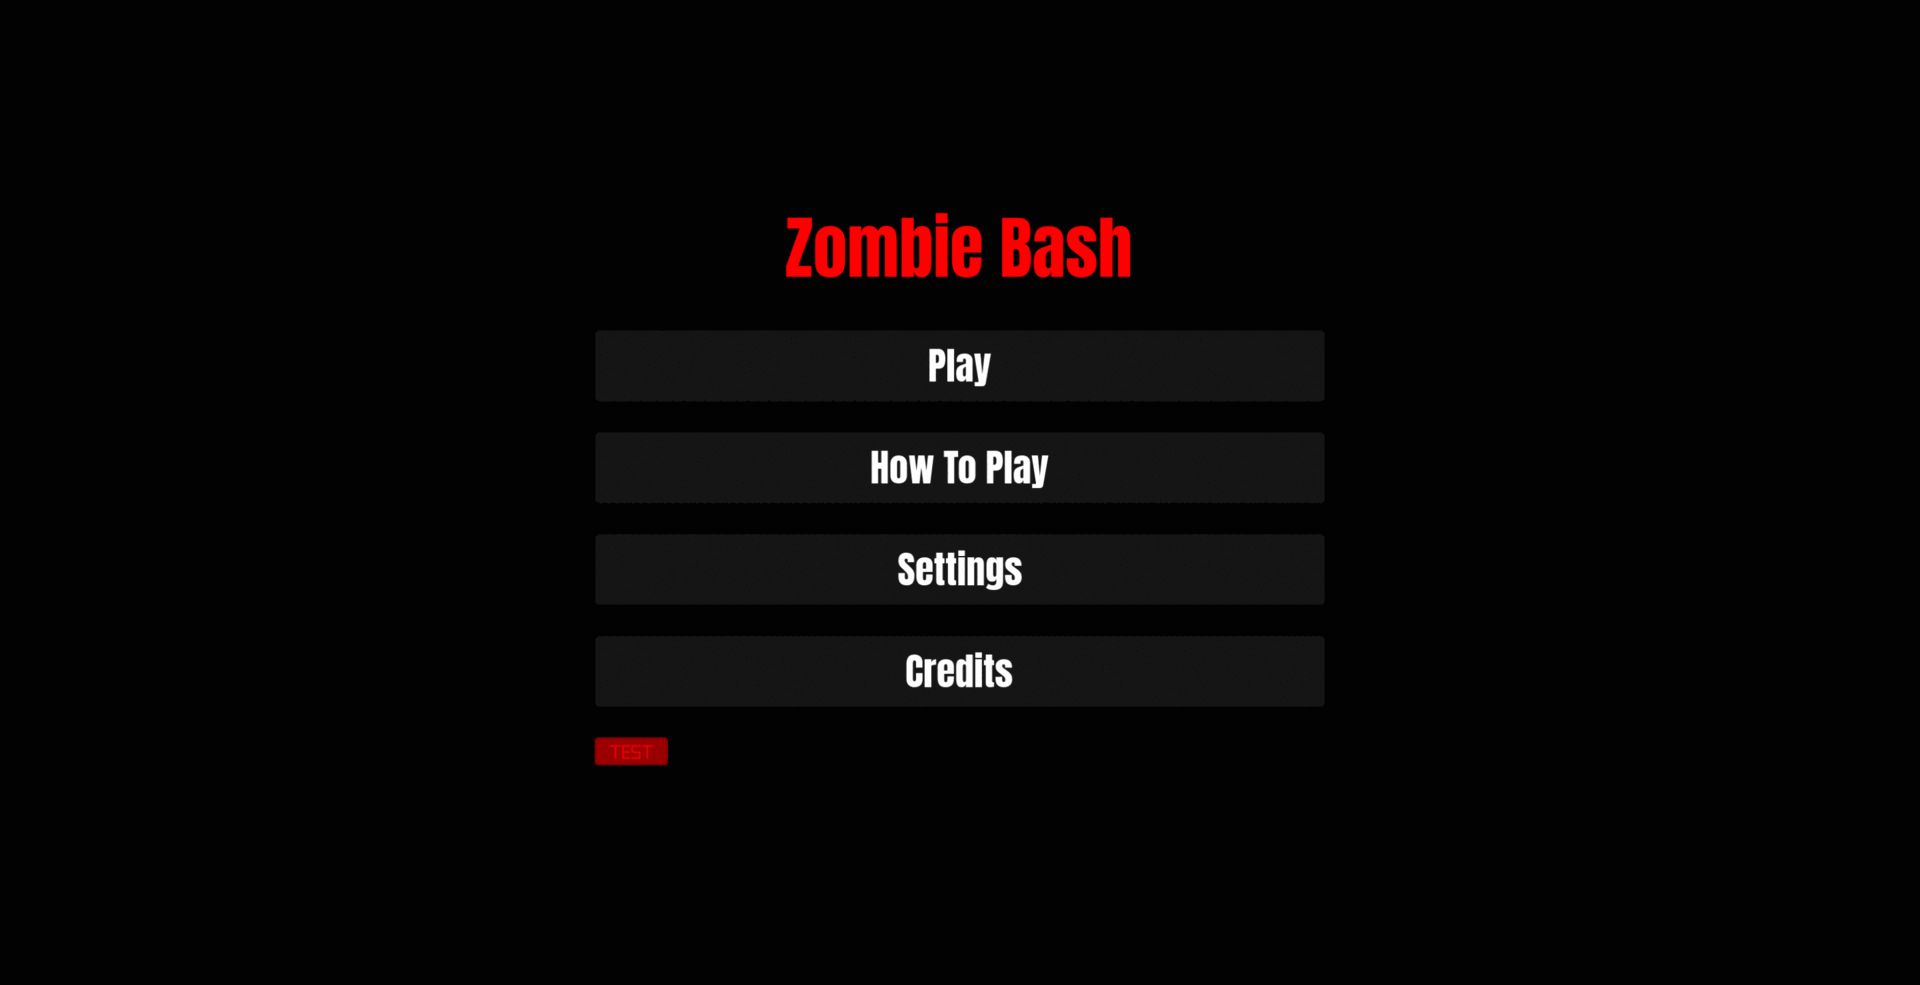 Zombie Bash
Play
How To Play
Settings
Credits
TEST